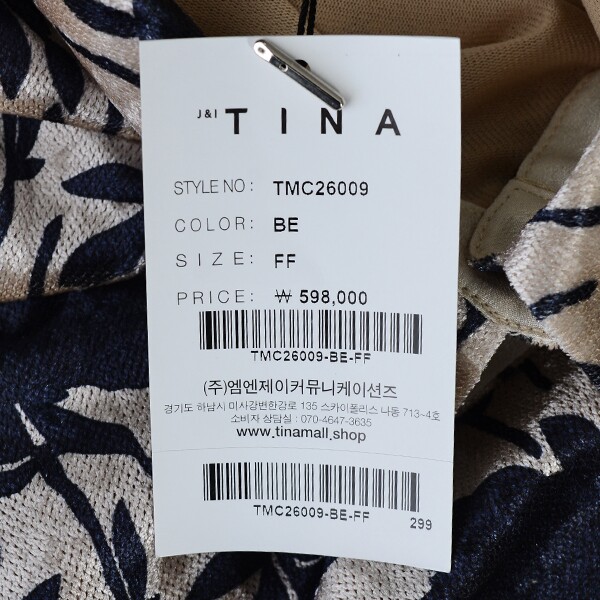 J&I TINA
STYLE NO: TMC26009
COLOR: BE
SIZE: FF
PRICE: ₩ 598,000
TMC26009-BE-FF
(주)엠엔제이커뮤니케이션즈
경기도 하남시 미사강변한강로 135 스카이폴리스 나동 713~4호
소비자 상담실 : 070-4647-3635
www.tinamall.shop
TMC26009-BE-FF
299